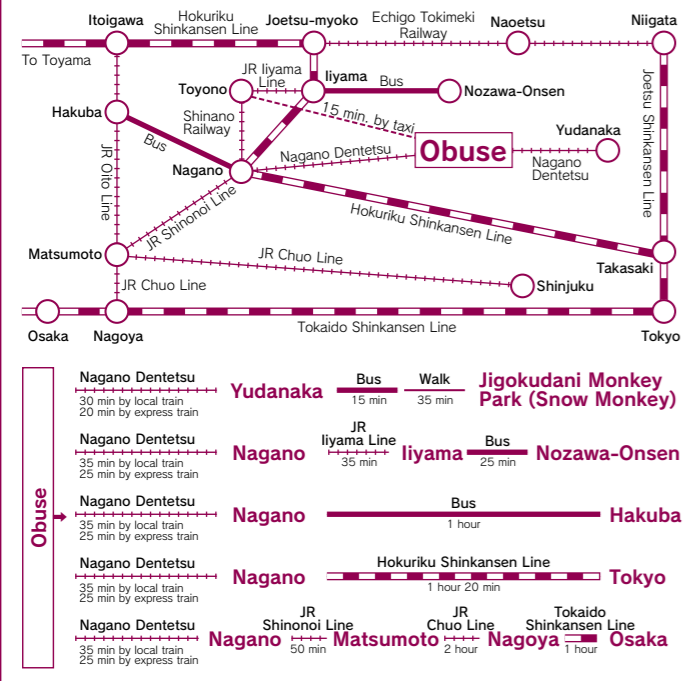 Itoigawa
Hokuriku
Shinkansen Line
Joetsu-myoko
Echigo Tokimeki
Railway
Naoetsu
Niigata
To Toyama
JR Iiyama
Line
Iiyama
Bus
Toyono
Nozawa-Onsen
Hakuba
Shinano
Railway
15 min. by taxi
Joetsu Shinkansen Line
Bus
Yudanaka
Obuse
Nagano Dentetsu
Nagano
Dentetsu
Nagano
JR Oito Line
JR Shinonoi Line
Hokuriku Shinkansen Line
Matsumoto
JR Chuo Line
Takasaki
JR Chuo Line
Shinjuku
Tokaido Shinkansen Line
Osaka
Nagoya
Tokyo
Obuse
Nagano Dentetsu
30 min by local train
20 min by express train
Yudanaka
Bus
15 min
Walk
35 min
Jigokudani Monkey
Park (Snow Monkey)
Nagano Dentetsu
35 min by local train
25 min by express train
Nagano
JR
Iiyama Line
35 min
Iiyama
Bus
25 min
Nozawa-Onsen
Nagano Dentetsu
35 min by local train
25 min by express train
Nagano
Bus
1 hour
Hakuba
Nagano Dentetsu
35 min by local train
25 min by express train
Nagano
Hokuriku Shinkansen Line
1 hour 20 min
Tokyo
Nagano Dentetsu
35 min by local train
25 min by express train
Nagano
JR
Shinonoi Line
50 min
Matsumoto
JR
Chuo Line
2 hour
Nagoya
Tokaido
Shinkansen Line
1 hour
Osaka